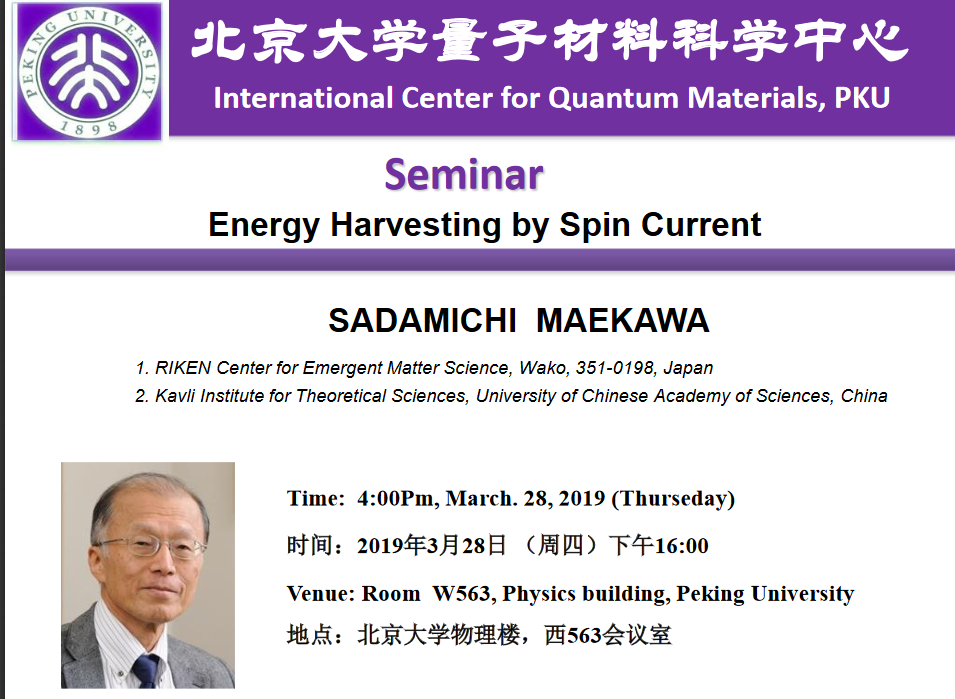 PEKING UNIVERSITY
1898
北京大学量子材料科学中心
International Center for Quantum Materials, PKU
Seminar
Energy Harvesting by Spin Current
SADAMICHI MAEKAWA
1. RIKEN Center for Emergent Matter Science, Wako, 351-0198, Japan
2. Kavli Institute for Theoretical Sciences, University of Chinese Academy of Sciences, China
Time: 4:00Pm, March. 28, 2019 (Thurseday)
时间：2019年3月28日 （周四）下午16:00
Venue: Room W563, Physics building, Peking University
地点：北京大学物理楼，西563会议室